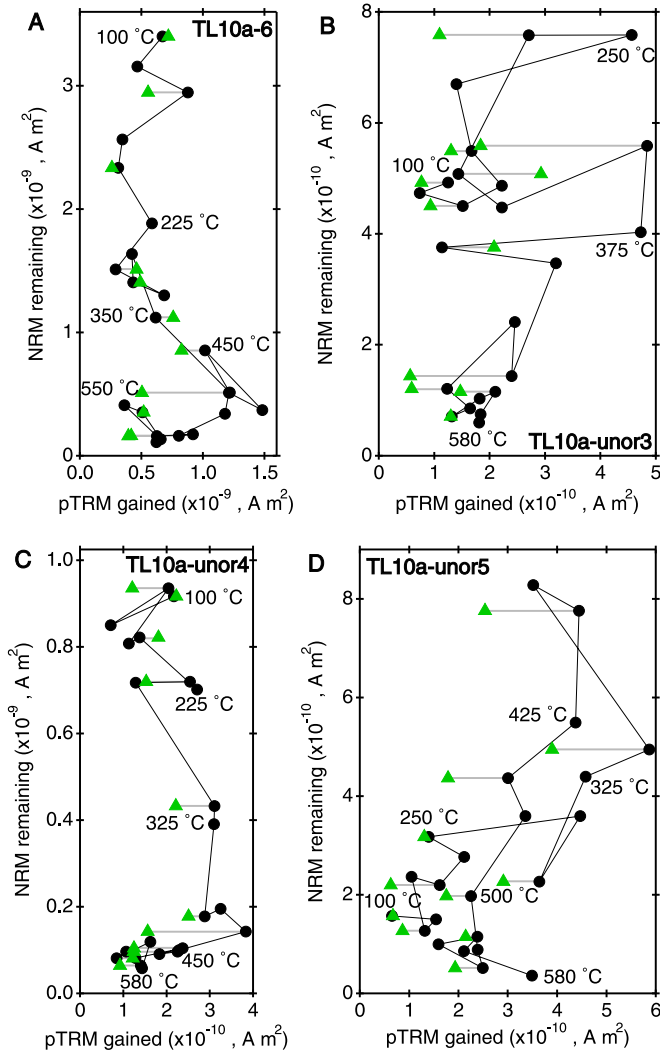 A
TL10a-6
100 °C
225 °C
350 °C
450 °C
550 °C
NRM remaining (x10⁻⁹ , A m²)
3
2
1
0
0.0 0.5 1.0 1.5
pTRM gained (x10⁻⁹ , A m²)
B
250 °C
100 °C
375 °C
580 °C
TL10a-unor3
NRM remaining (x10⁻¹⁰ , A m²)
8
6
4
2
0
0 1 2 3 4 5
pTRM gained (x10⁻¹⁰ , A m²)
C
TL10a-unor4
100 °C
225 °C
325 °C
450 °C
580 °C
NRM remaining (x10⁻⁹ , A m²)
1.0
0.8
0.6
0.4
0.2
0.0
0 1 2 3 4
pTRM gained (x10⁻¹⁰ , A m²)
D
TL10a-unor5
425 °C
325 °C
250 °C
500 °C
100 °C
580 °C
NRM remaining (x10⁻¹⁰ , A m²)
8
6
4
2
0
0 1 2 3 4 5 6
pTRM gained (x10⁻¹⁰ , A m²)